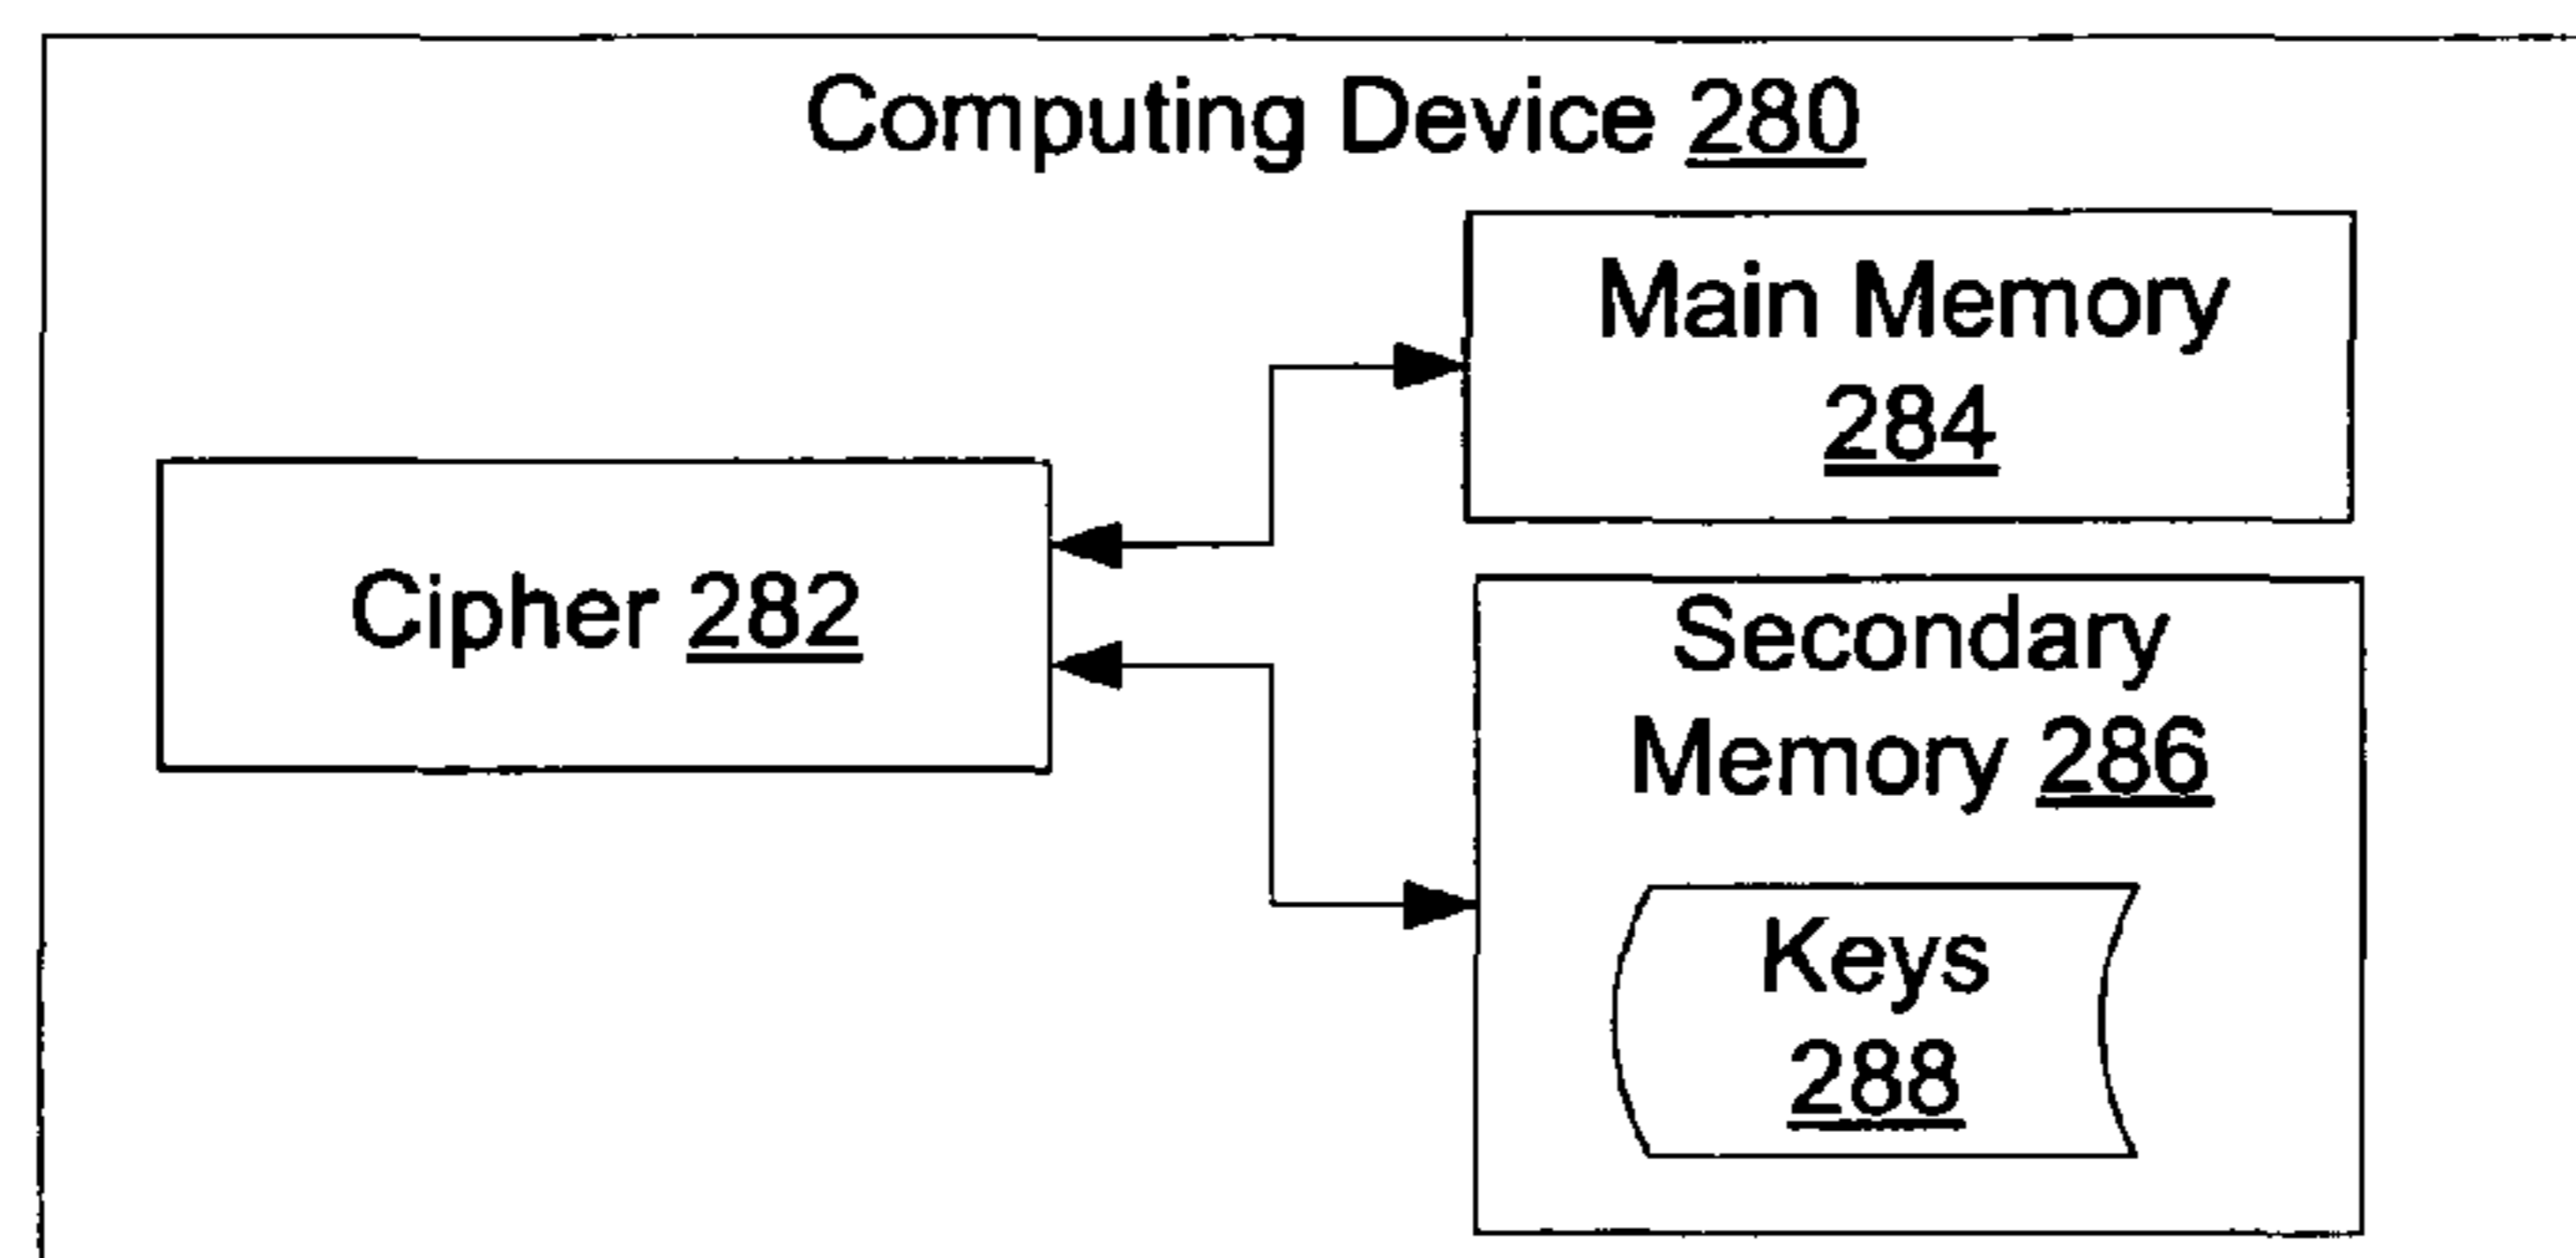 Computing Device 280
Main Memory
284
Cipher 282
Secondary
Memory 286
Keys
288